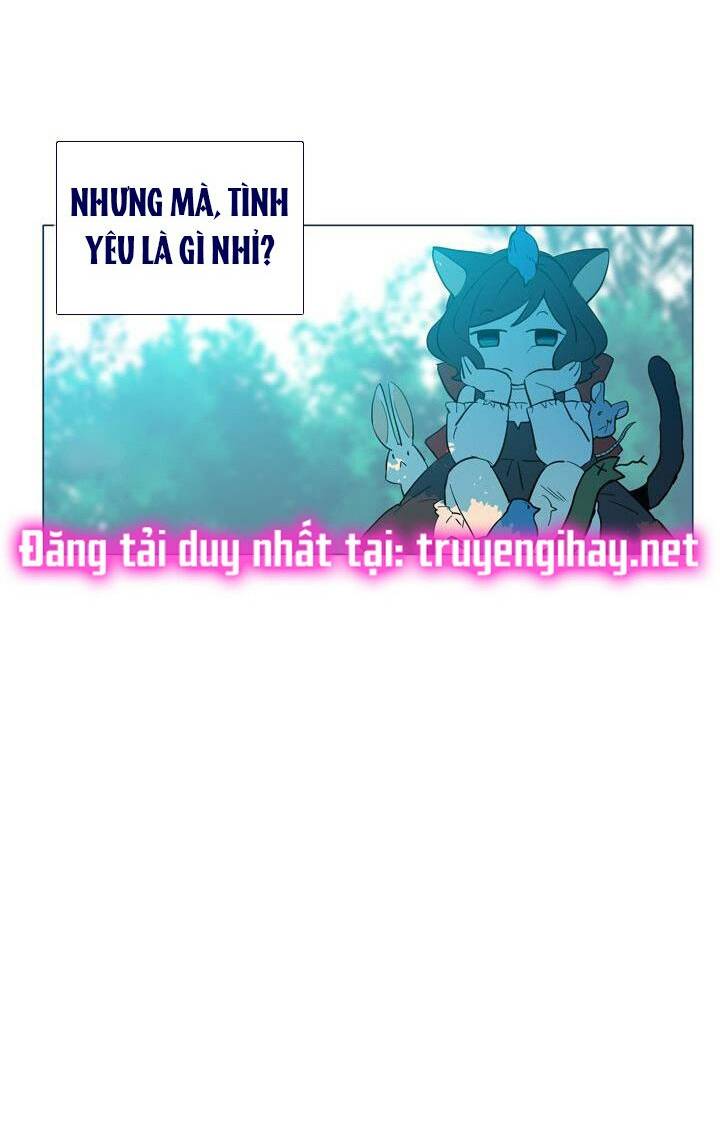 NHƯNG MÀ, TÌNH
YÊU LÀ GÌ NHỈ?
Đăng tải duy nhất tại: truyengihay.net